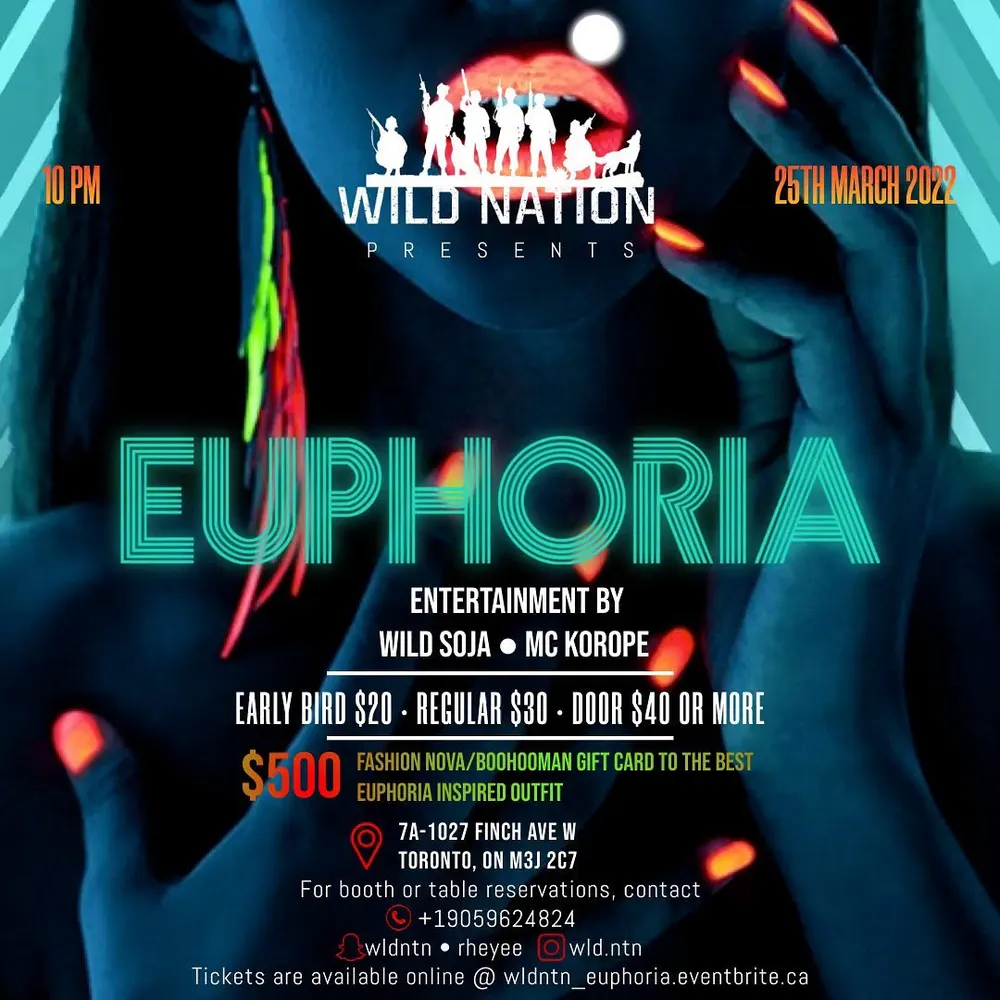 10 PM
25TH MARCH 2022
WILD NATION
PRESENTS
EUPHORIA
ENTERTAINMENT BY
WILD SOJA ● MC KOROPE
EARLY BIRD $20 · REGULAR $30 · DOOR $40 OR MORE
$500
FASHION NOVA/BOOHOOMAN GIFT CARD TO THE BEST
EUPHORIA INSPIRED OUTFIT
7A-1027 FINCH AVE W
TORONTO, ON M3J 2C7
For booth or table reservations, contact
+19059624824
wldntn • rheyee wld.ntn
Tickets are available online @ wldntn_euphoria.eventbrite.ca